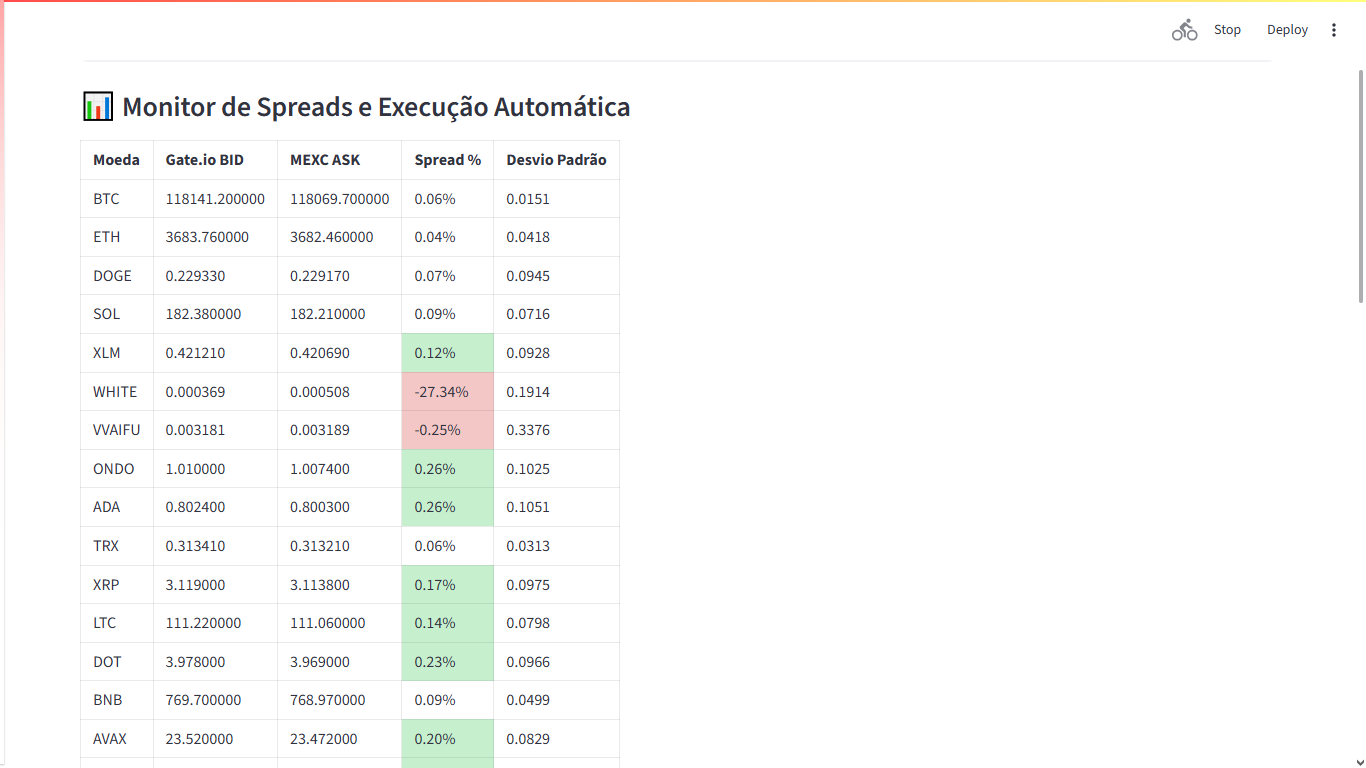 Stop Deploy
Monitor de Spreads e Execução Automática
Moeda Gate.io BID MEXC ASK Spread % Desvio Padrão
BTC 118141.200000 118069.700000 0.06% 0.0151
ETH 3683.760000 3682.460000 0.04% 0.0418
DOGE 0.229330 0.229170 0.07% 0.0945
SOL 182.380000 182.210000 0.09% 0.0716
XLM 0.421210 0.420690 0.12% 0.0928
WHITE 0.000369 0.000508 -27.34% 0.1914
VVAIFU 0.003181 0.003189 -0.25% 0.3376
ONDO 1.010000 1.007400 0.26% 0.1025
ADA 0.802400 0.800300 0.26% 0.1051
TRX 0.313410 0.313210 0.06% 0.0313
XRP 3.119000 3.113800 0.17% 0.0975
LTC 111.220000 111.060000 0.14% 0.0798
DOT 3.978000 3.969000 0.23% 0.0966
BNB 769.700000 768.970000 0.09% 0.0499
AVAX 23.520000 23.472000 0.20% 0.0829